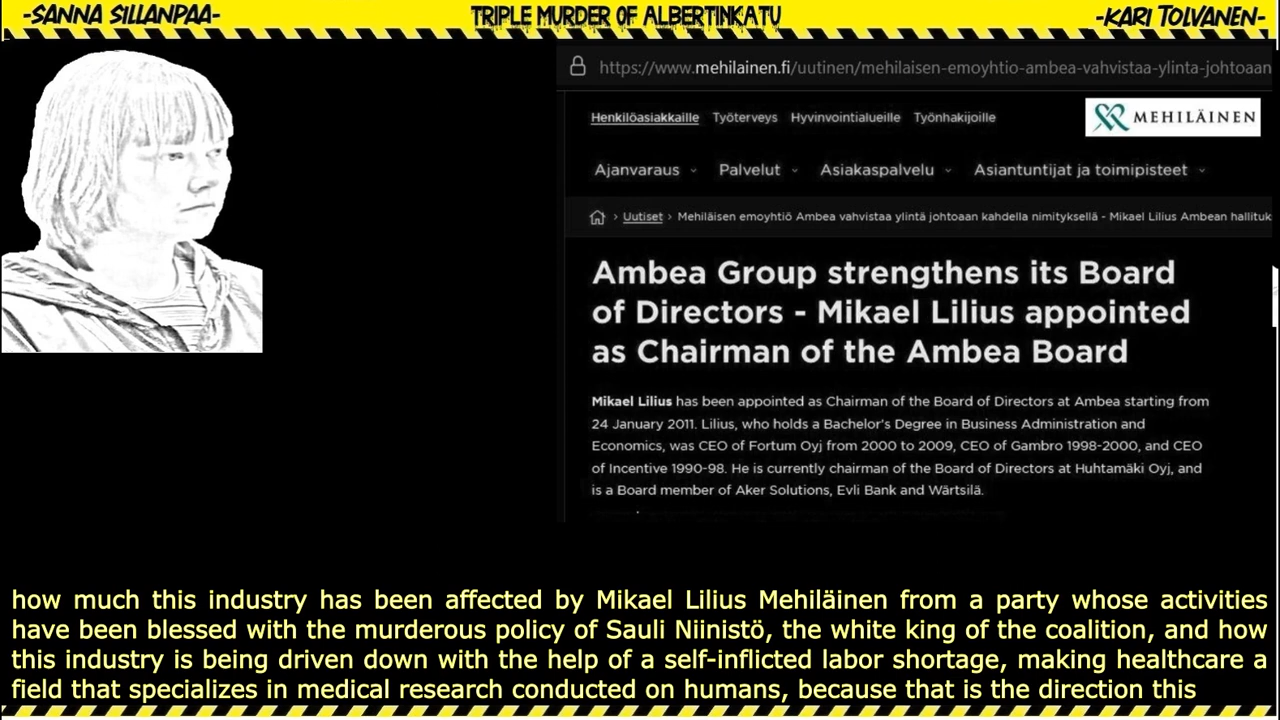 -SANNA SILLANPAA-
TRIPLE MURDER OF ALBERTINKATU
-KARI TOLVANEN-
https://www.mehilainen.fi/uutinen/mehilaisen-emoyhtio-ambea-vahvistaa-ylinta-johtoaan
Henkilöasiakkaille Työterveys Hyvinvointialueille Työnhakijoille
MEHILÄINEN
Ajanvaraus Palvelut Asiakaspalvelu Asiantuntijat ja toimipisteet
Uutiset › Mehiläisen emoyhtiö Ambea vahvistaa ylintä johtoaan kahdella nimityksellä - Mikael Lilius Ambean hallituk
Ambea Group strengthens its Board
of Directors - Mikael Lilius appointed
as Chairman of the Ambea Board
Mikael Lilius has been appointed as Chairman of the Board of Directors at Ambea starting from
24 January 2011. Lilius, who holds a Bachelor's Degree in Business Administration and
Economics, was CEO of Fortum Oyj from 2000 to 2009, CEO of Gambro 1998-2000, and CEO
of Incentive 1990-98. He is currently chairman of the Board of Directors at Huhtamäki Oyj, and
is a Board member of Aker Solutions, Evli Bank and Wärtsilä.
how much this industry has been affected by Mikael Lilius Mehiläinen from a party whose activities
have been blessed with the murderous policy of Sauli Niinistö, the white king of the coalition, and how
this industry is being driven down with the help of a self-inflicted labor shortage, making healthcare a
field that specializes in medical research conducted on humans, because that is the direction this